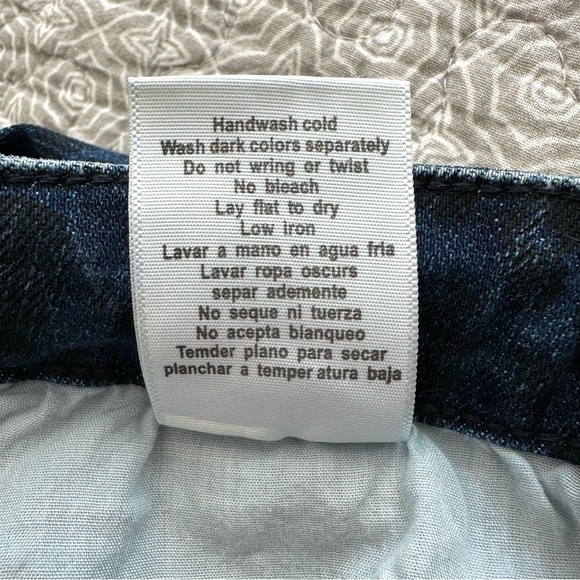 Handwash cold
Wash dark colors separately
Do not wring or twist
No bleach
Lay flat to dry
Low iron
Lavar a mano en agua fria
Lavar ropa oscurs
separ ademente
No seque ni tuerza
No acepta blanqueo
Temder plano para secar
planchar a temper atura baja